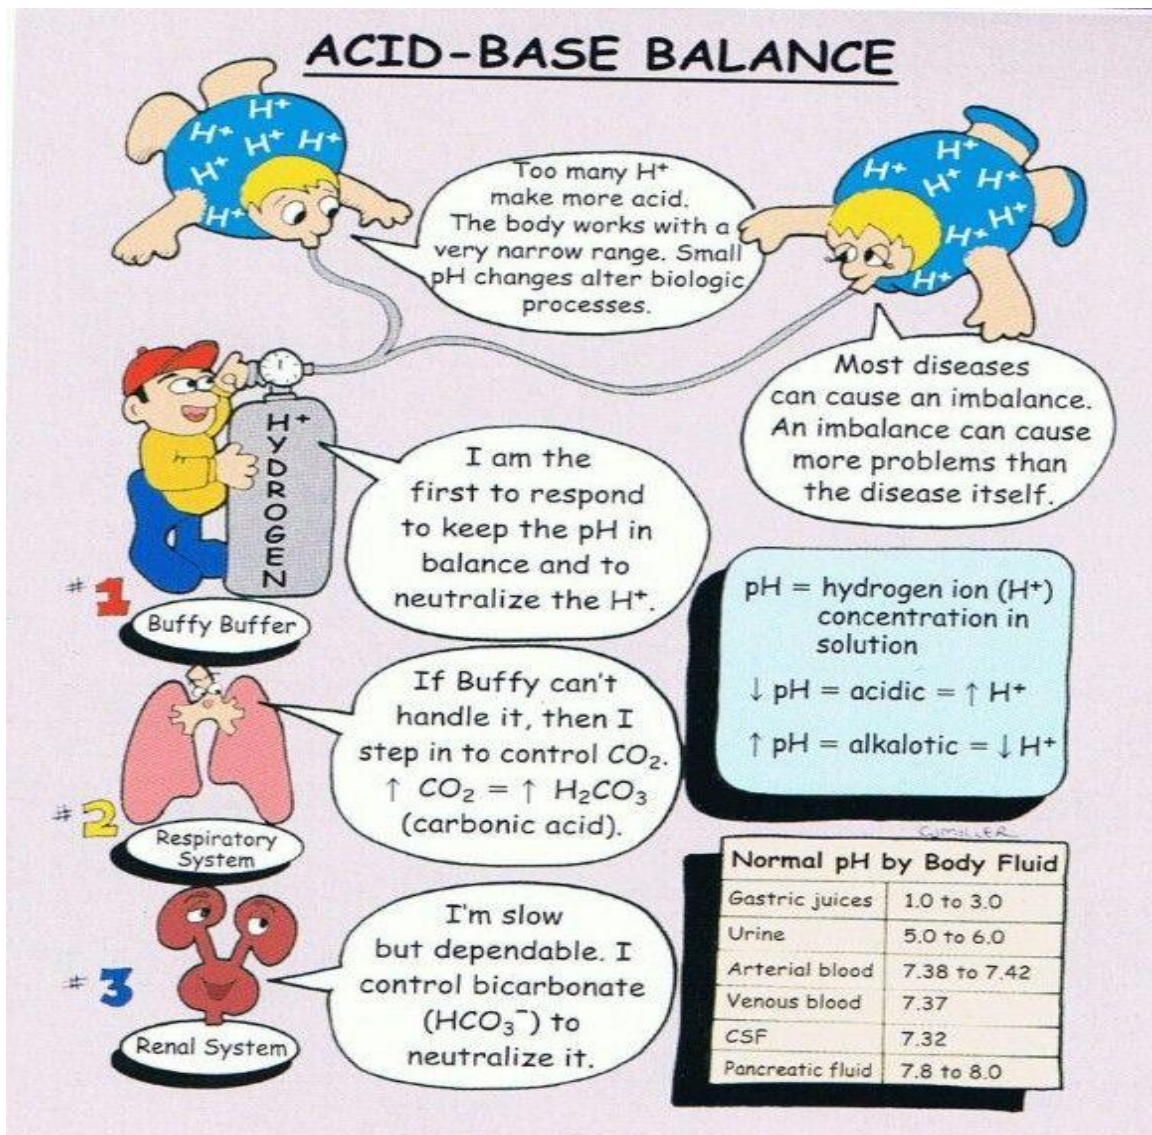 ACID-BASE BALANCE
H+
H+
H+
H+
H+
H+
Too many H+
make more acid.
The body works with a
very narrow range. Small
pH changes alter biologic
processes.
H+
H+
H+
H+
H+
H+
H+
Most diseases
can cause an imbalance.
An imbalance can cause
more problems than
the disease itself.
H+
HYDROGEN
I am the
first to respond
to keep the pH in
balance and to
neutralize the H+.
#1
Buffy Buffer
pH = hydrogen ion (H+)
concentration in
solution
↓ pH = acidic = ↑ H+
↑ pH = alkalotic = ↓ H+
If Buffy can't
handle it, then I
step in to control CO₂.
↑ CO₂ = ↑ H₂CO₃
(carbonic acid).
#2
Respiratory
System
CJMILLER
Normal pH by Body Fluid
Gastric juices 1.0 to 3.0
Urine 5.0 to 6.0
Arterial blood 7.38 to 7.42
Venous blood 7.37
CSF 7.32
Pancreatic fluid 7.8 to 8.0
I'm slow
but dependable. I
control bicarbonate
(HCO₃⁻) to
neutralize it.
#3
Renal System